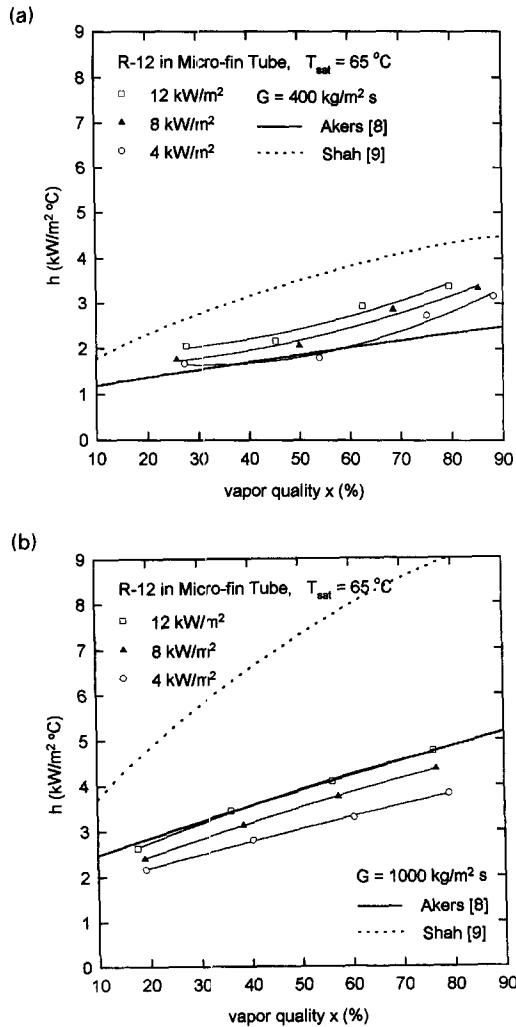 (a)
R-12 in Micro-fin Tube, Tsat = 65 °C
□ 12 kW/m² G = 400 kg/m² s
▲ 8 kW/m² Akers [8]
○ 4 kW/m² Shah [9]
h (kW/m² °C)
9
8
7
6
5
4
3
2
1
0
10 20 30 40 50 60 70 80 90
vapor quality x (%)
(b)
R-12 in Micro-fin Tube, Tsat = 65 °C
□ 12 kW/m²
▲ 8 kW/m²
○ 4 kW/m²
h (kW/m² °C)
9
8
7
6
5
4
3
2
1
0
G = 1000 kg/m² s
Akers [8]
Shah [9]
10 20 30 40 50 60 70 80 90
vapor quality x (%)